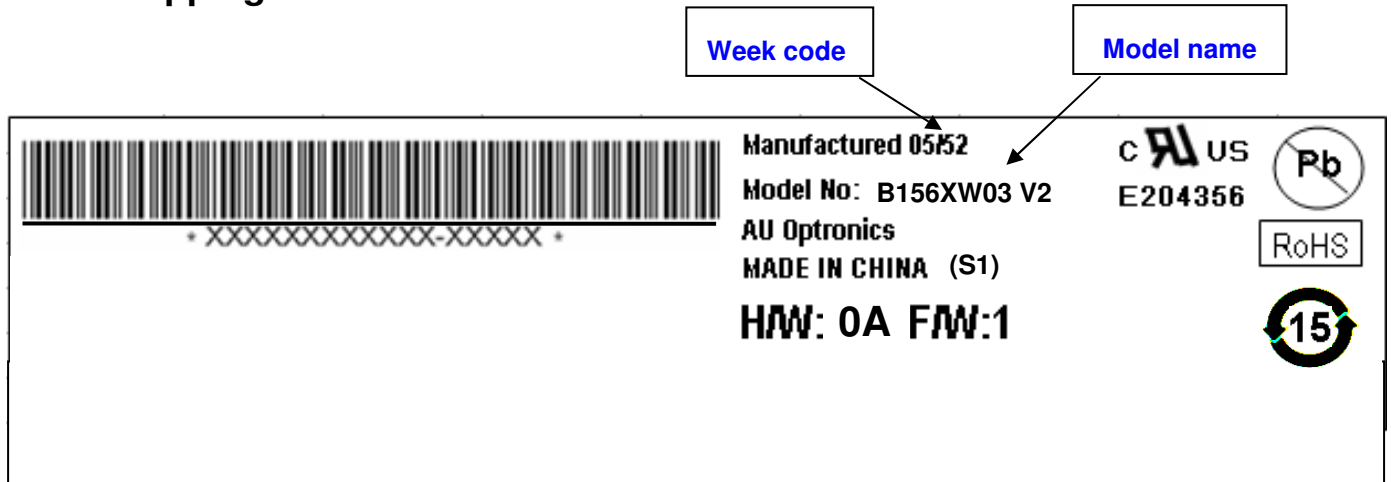 Week code
Model name
Manufactured 05/52
Model No: B156XW03 V2
AU Optronics
MADE IN CHINA (S1)
H/W: 0A F/W:1
* XXXXXXXXXXXX-XXXXX *
C RU US
E204356
Pb
RoHS
15